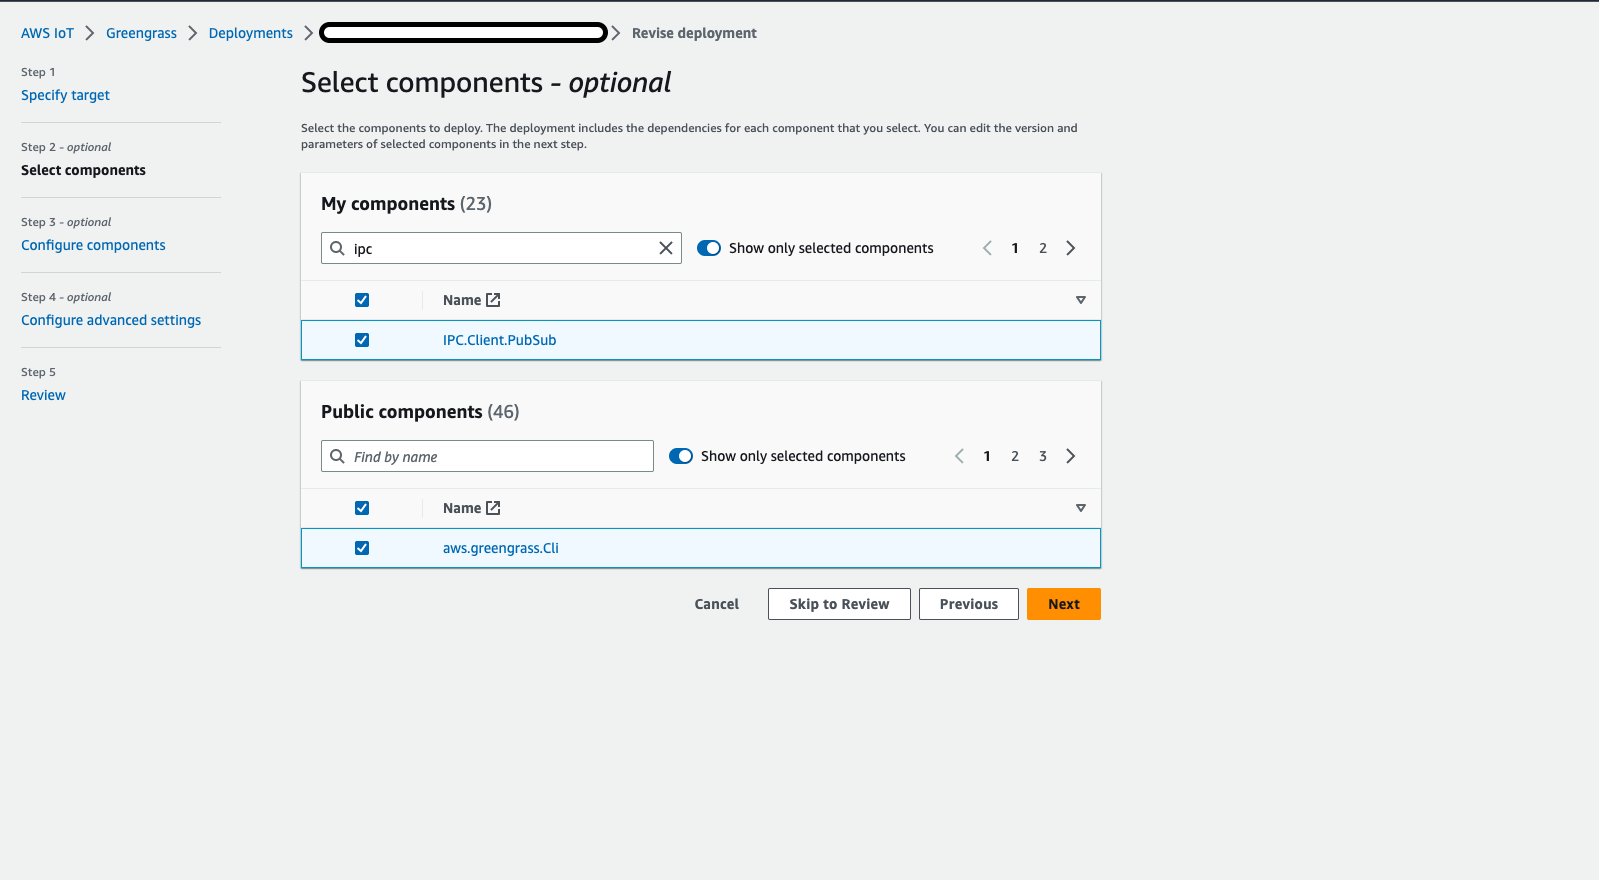 AWS IoT > Greengrass > Deployments > > Revise deployment
Step 1
Specify target
Step 2 - optional
Select components
Step 3 - optional
Configure components
Step 4 - optional
Configure advanced settings
Step 5
Review
Select components - optional
Select the components to deploy. The deployment includes the dependencies for each component that you select. You can edit the version and
parameters of selected components in the next step.
My components (23)
ipc Show only selected components 1 2
Name
IPC.Client.PubSub
Public components (46)
Find by name Show only selected components 1 2 3
Name
aws.greengrass.Cli
Cancel Skip to Review Previous Next